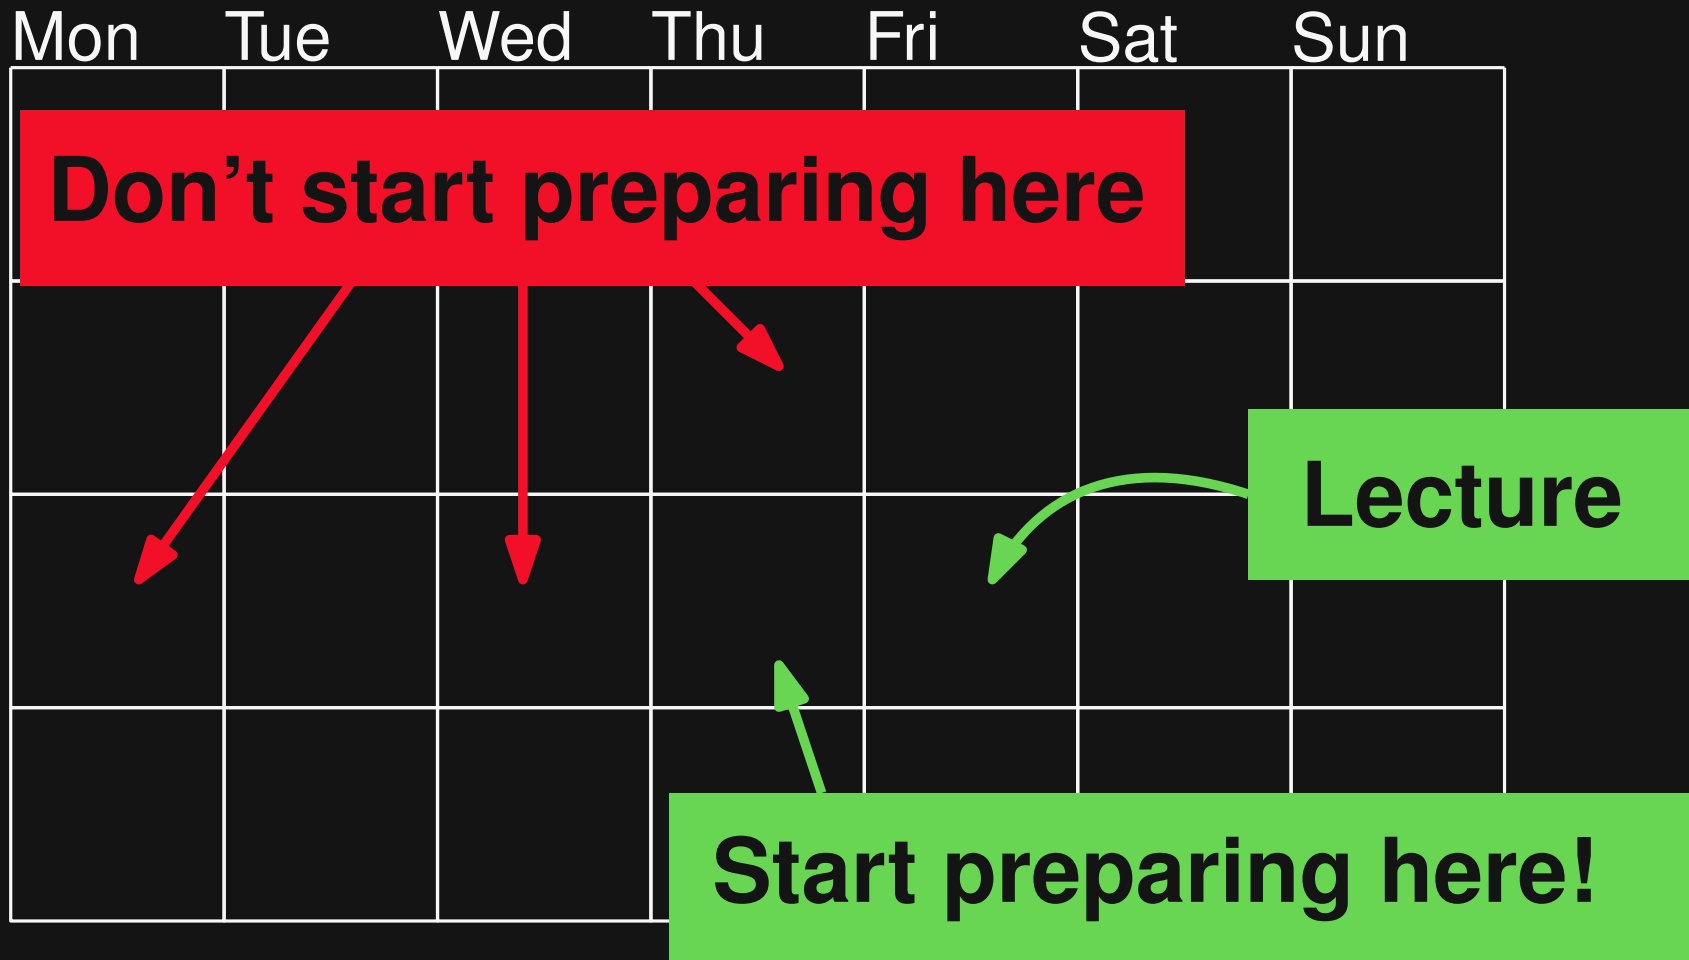 Mon Tue Wed Thu Fri Sat Sun
Don’t start preparing here
Lecture
Start preparing here!